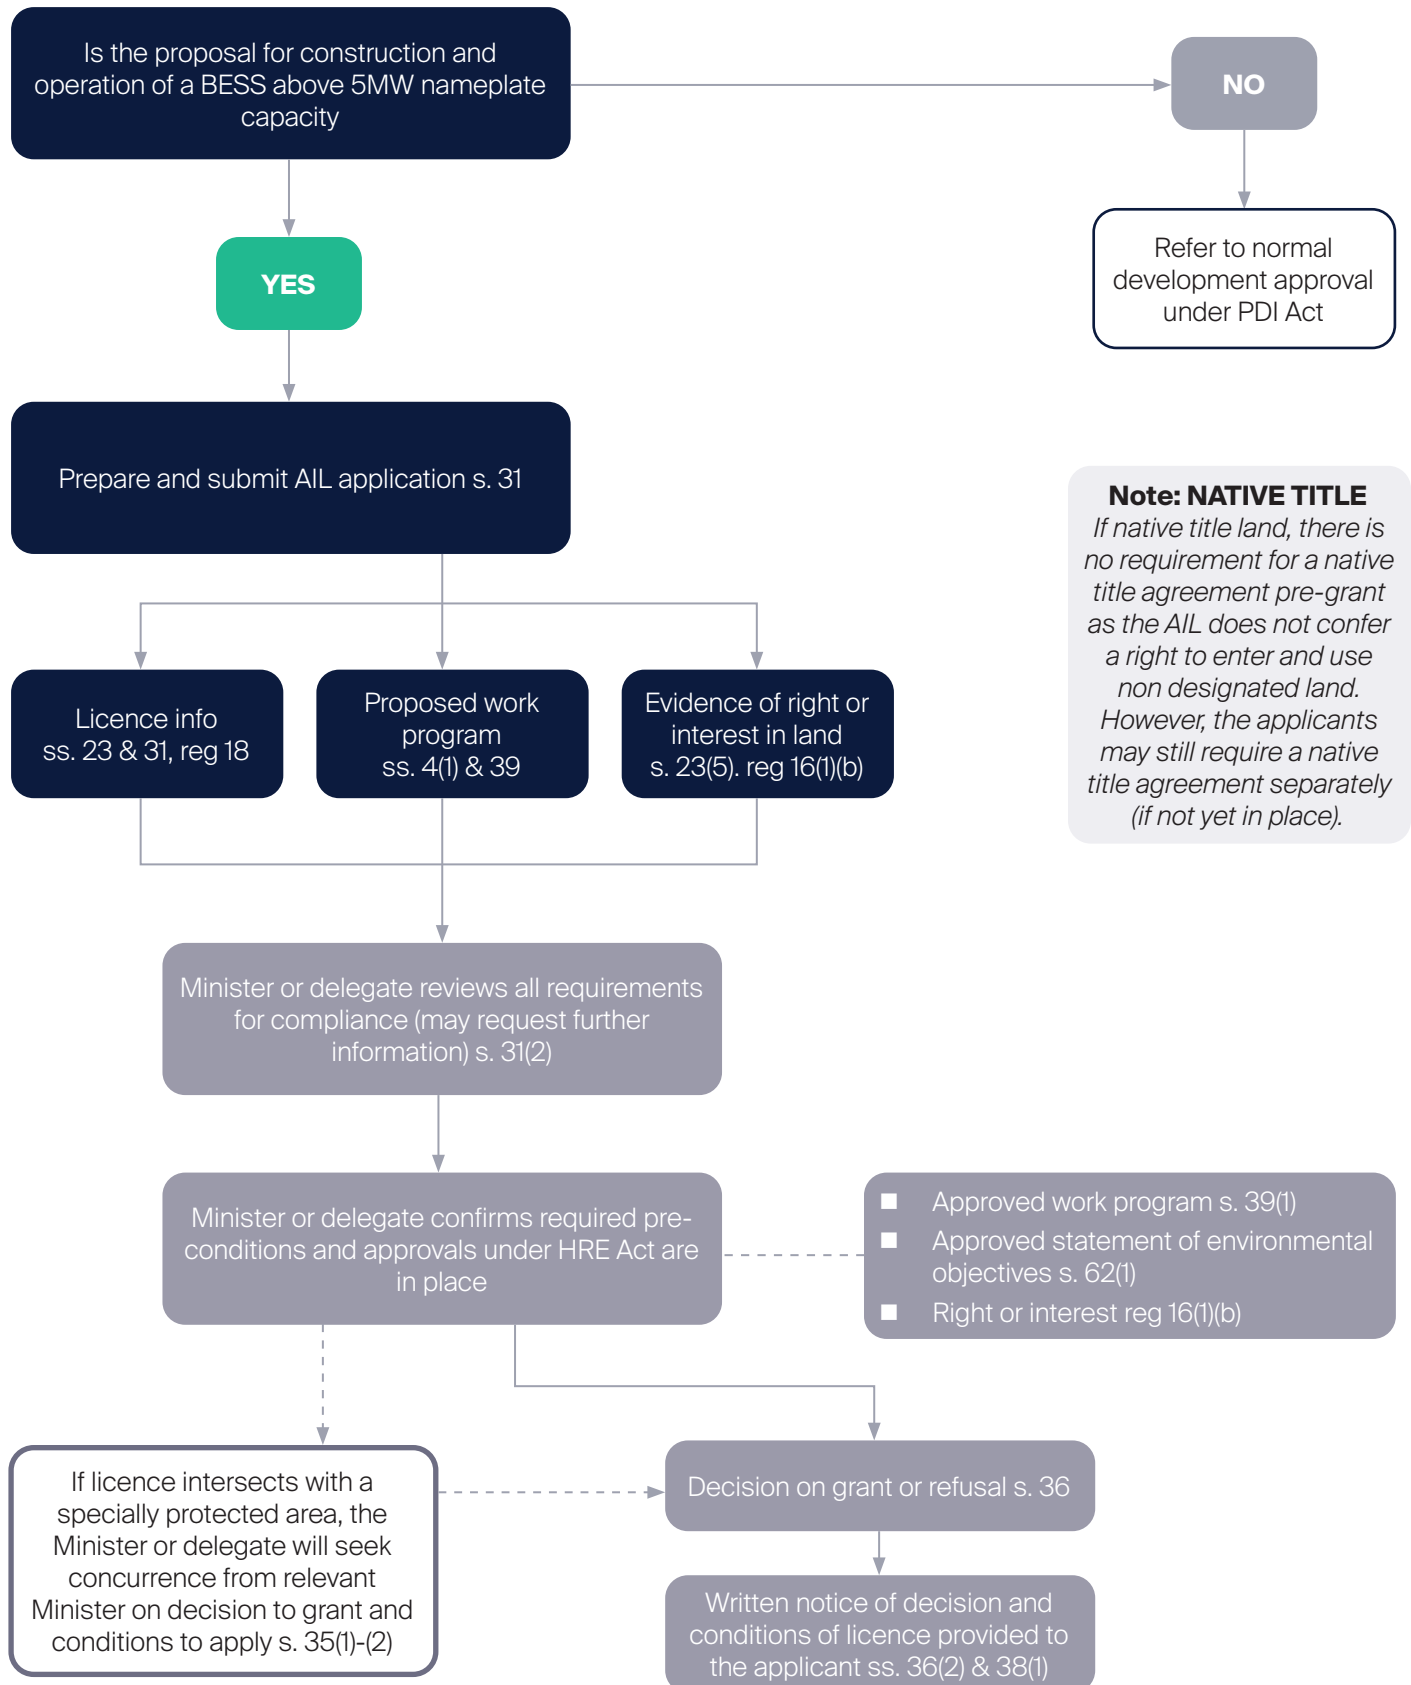 Is the proposal for construction and
operation of a BESS above 5MW nameplate
capacity
NO
YES
Refer to normal
development approval
under PDI Act
Prepare and submit AIL application s. 31
Note: NATIVE TITLE
If native title land, there is
no requirement for a native
title agreement pre-grant
as the AIL does not confer
a right to enter and use
non designated land.
However, the applicants
may still require a native
title agreement separately
(if not yet in place).
Licence info
ss. 23 & 31, reg 18
Proposed work
program
ss. 4(1) & 39
Evidence of right or
interest in land
s. 23(5). reg 16(1)(b)
Minister or delegate reviews all requirements
for compliance (may request further
information) s. 31(2)
Minister or delegate confirms required pre-
conditions and approvals under HRE Act are
in place
Approved work program s. 39(1)
Approved statement of environmental
objectives s. 62(1)
Right or interest reg 16(1)(b)
If licence intersects with a
specially protected area, the
Minister or delegate will seek
concurrence from relevant
Minister on decision to grant and
conditions to apply s. 35(1)-(2)
Decision on grant or refusal s. 36
Written notice of decision and
conditions of licence provided to
the applicant ss. 36(2) & 38(1)